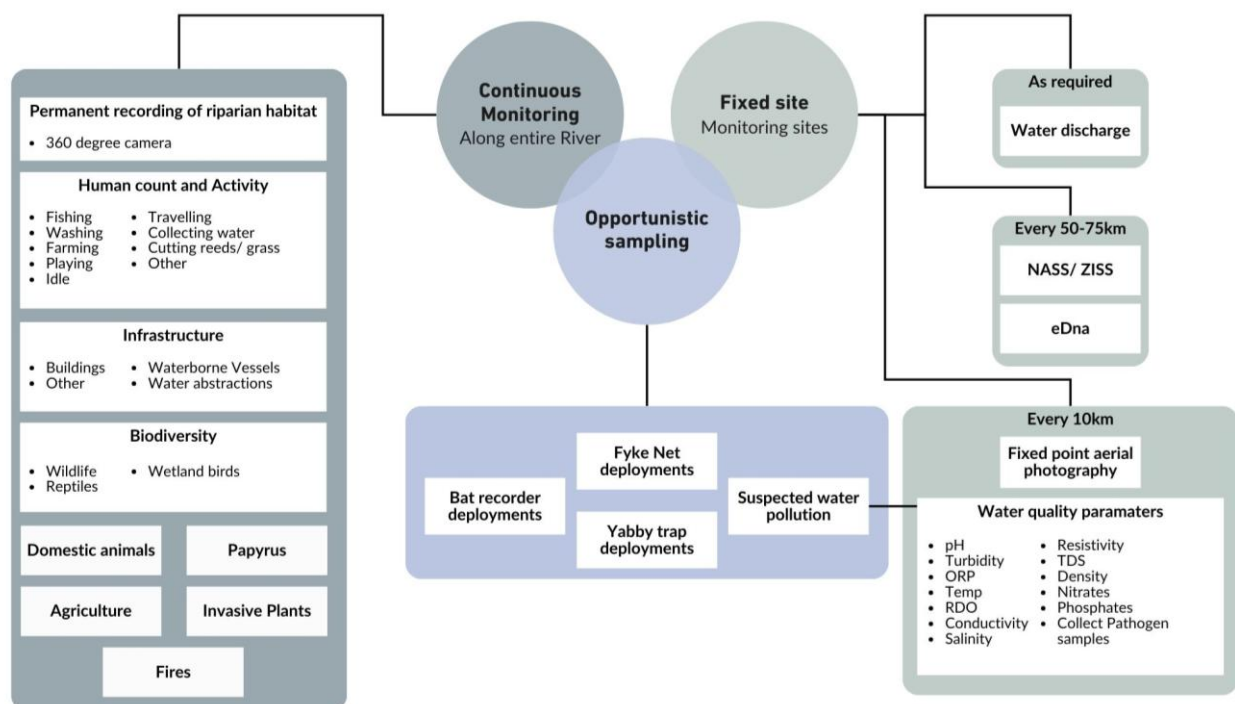 Continuous
Monitoring
Along entire River
Fixed site
Monitoring sites
Opportunistic
sampling
Permanent recording of riparian habitat
• 360 degree camera
Human count and Activity
• Fishing
• Washing
• Farming
• Playing
• Idle
• Travelling
• Collecting water
• Cutting reeds/ grass
• Other
Infrastructure
• Buildings
• Other
• Waterborne Vessels
• Water abstractions
Biodiversity
• Wildlife
• Reptiles
• Wetland birds
Domestic animals
Papyrus
Agriculture
Invasive Plants
Fires
Fyke Net
deployments
Bat recorder
deployments
Yabby trap
deployments
Suspected water
pollution
As required
Water discharge
Every 50-75km
NASS/ ZISS
eDna
Every 10km
Fixed point aerial
photography
Water quality paramaters
• pH
• Turbidity
• ORP
• Temp
• RDO
• Conductivity
• Salinity
• Resistivity
• TDS
• Density
• Nitrates
• Phosphates
• Collect Pathogen
samples